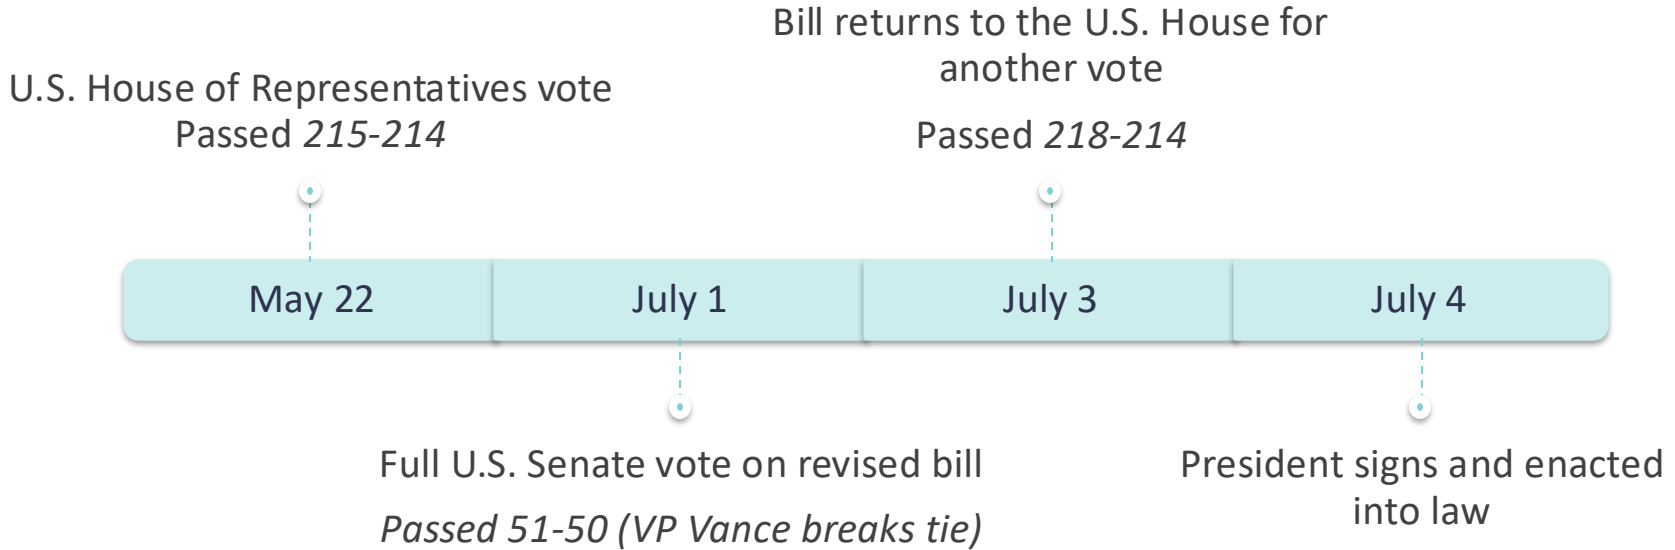 U.S. House of Representatives vote
Passed 215-214
Bill returns to the U.S. House for
another vote
Passed 218-214
May 22
July 1
July 3
July 4
Full U.S. Senate vote on revised bill
Passed 51-50 (VP Vance breaks tie)
President signs and enacted
into law